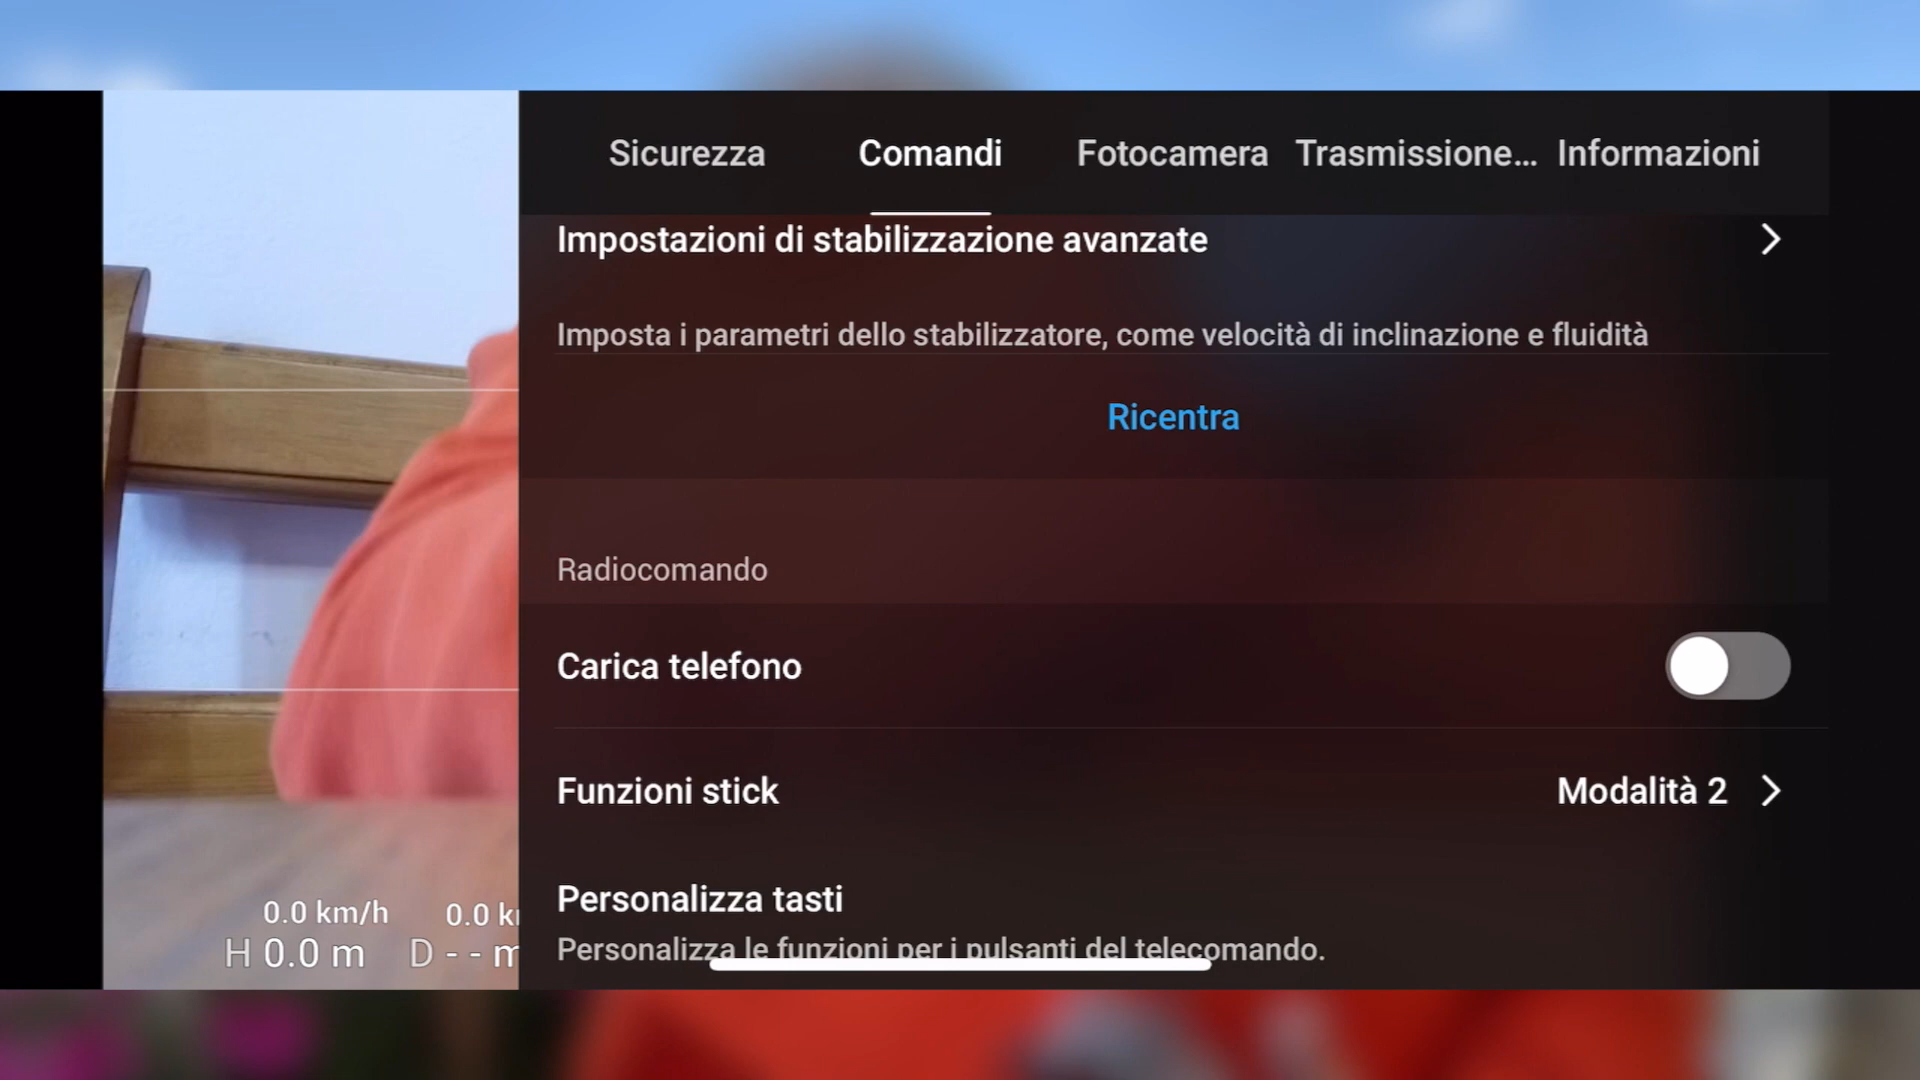 Sicurezza Comandi Fotocamera Trasmissione... Informazioni
Impostazioni di stabilizzazione avanzate
Imposta i parametri dello stabilizzatore, come velocità di inclinazione e fluidità
Ricentra
Radiocomando
Carica telefono
Funzioni stick Modalità 2
Personalizza tasti
Personalizza le funzioni per i pulsanti del telecomando.
0.0 km/h 0.0
H 0.0 m D - - m